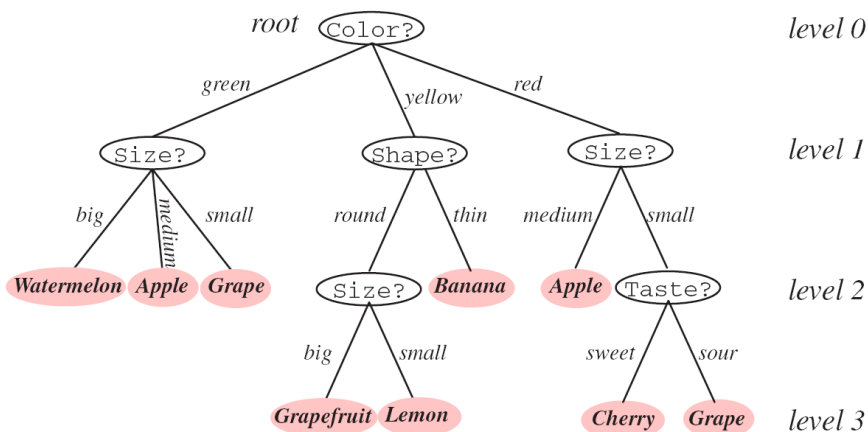 root Color? level 0
green yellow red
Size? Shape? Size? level 1
big medium small round thin medium small
Watermelon Apple Grape Size? Banana Apple Taste? level 2
big small sweet sour
Grapefruit Lemon Cherry Grape level 3